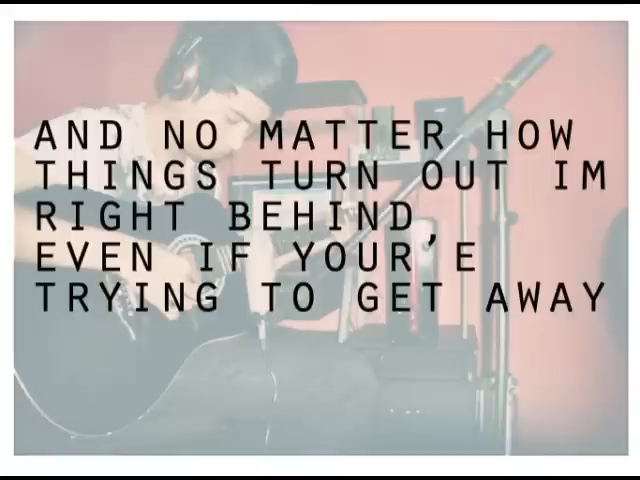 AND NO MATTER HOW
THINGS TURN OUT IM
RIGHT BEHIND,
EVEN IF YOUR'E
TRYING TO GET AWAY